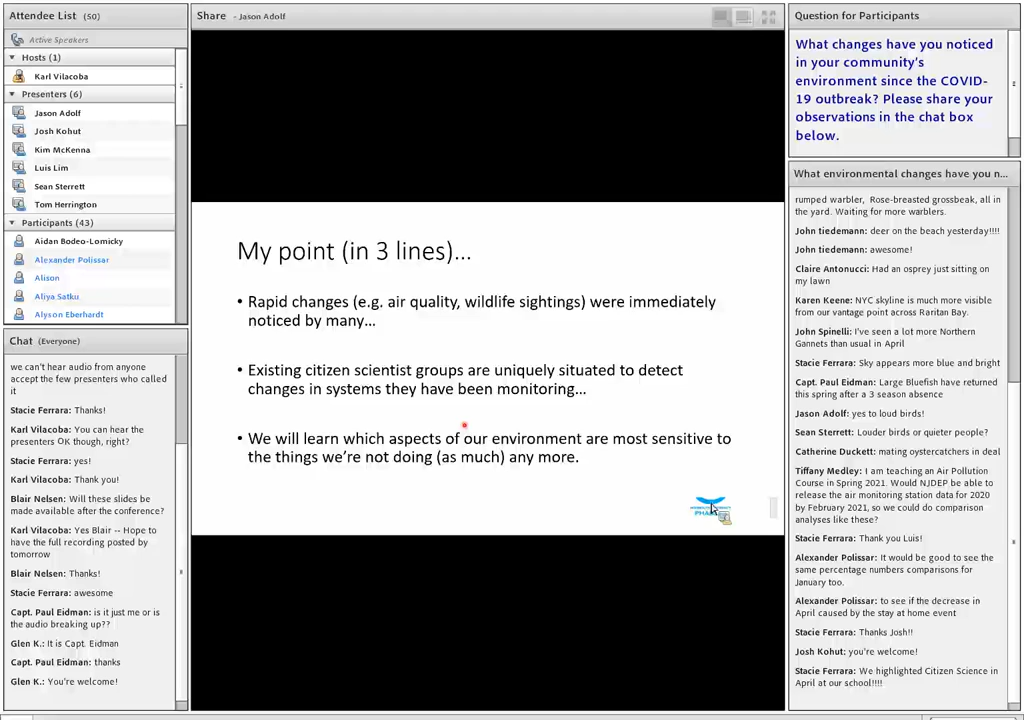 Attendee List (50)
Active Speakers
Hosts (1)
Karl Vilacoba
Presenters (6)
Jason Adolf
Josh Kohut
Kim McKenna
Luis Lim
Sean Sterrett
Tom Herrington
Participants (43)
Aidan Bodeo-Lomicky
Alexander Polissar
Alison
Aliya Satku
Alyson Eberhardt
Chat (Everyone)
we can't hear audio from anyone
accept the few presenters who called
it
Stacie Ferrara: Thanks!
Karl Vilacoba: You can hear the
presenters OK though, right?
Stacie Ferrara: yes!
Karl Vilacoba: Thank you!
Blair Nelsen: Will these slides be
made available after the conference?
Karl Vilacoba: Yes Blair -- Hope to
have the full recording posted by
tomorrow
Blair Nelsen: Thanks!
Stacie Ferrara: awesome
Capt. Paul Eidman: is it just me or is
the audio breaking up??
Glen K.: It is Capt. Eidman
Capt. Paul Eidman: thanks
Glen K.: You're welcome!
Share - Jason Adolf
My point (in 3 lines)...
• Rapid changes (e.g. air quality, wildlife sightings) were immediately
noticed by many...
• Existing citizen scientist groups are uniquely situated to detect
changes in systems they have been monitoring...
• We will learn which aspects of our environment are most sensitive to
the things we're not doing (as much) any more.
Question for Participants
What changes have you noticed
in your community's
environment since the COVID-
19 outbreak? Please share your
observations in the chat box
below.
What environmental changes have you n...
rumped warbler, Rose-breasted grossbeak, all in
the yard. Waiting for more warblers.
John tiedemann: deer on the beach yesterday!!!!
John tiedemann: awesome!
Claire Antonucci: Had an osprey just sitting on
my lawn
Karen Keene: NYC skyline is much more visible
from our vantage point across Raritan Bay.
John Spinelli: I've seen a lot more Northern
Gannets than usual in April
Stacie Ferrara: Sky appears more blue and bright
Capt. Paul Eidman: Large Bluefish have returned
this spring after a 3 season absence
Jason Adolf: yes to loud birds!
Sean Sterrett: Louder birds or quieter people?
Catherine Duckett: mating oystercatchers in deal
Tiffany Medley: I am teaching an Air Pollution
Course in Spring 2021. Would NJDEP be able to
release the air monitoring station data for 2020
by February 2021, so we could do comparison
analyses like these?
Stacie Ferrara: Thank you Luis!
Alexander Polissar: It would be good to see the
same percentage numbers comparisons for
January too.
Alexander Polissar: to see if the decrease in
April caused by the stay at home event
Stacie Ferrara: Thanks Josh!!
Josh Kohut: you're welcome!
Stacie Ferrara: We highlighted Citizen Science in
April at our school!!!!